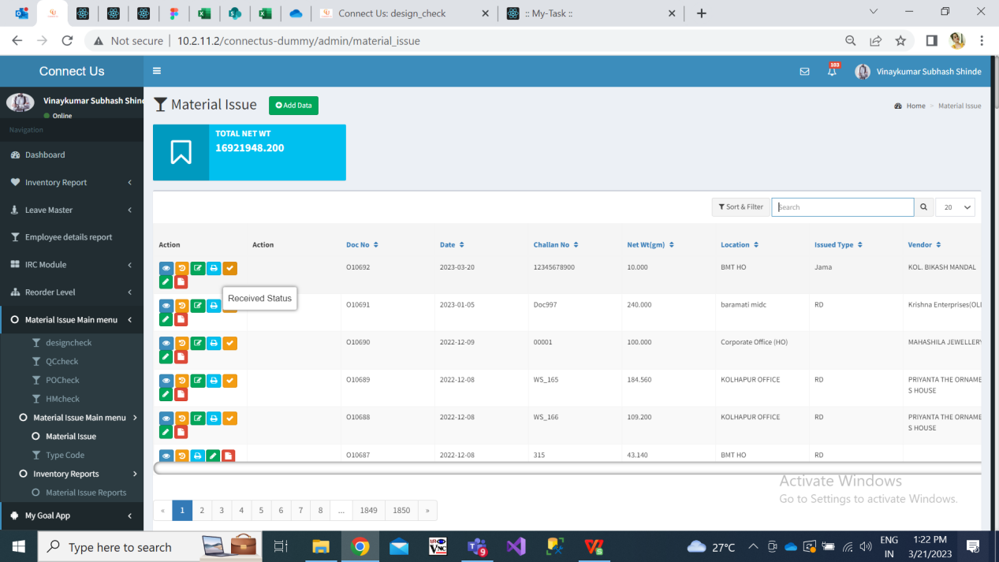 Connect Us: design_check
:: My-Task ::
Not secure
10.2.11.2/connectus-dummy/admin/material_issue
Connect Us
103
Vinaykumar Subhash Shinde
Vinaykumar Subhash Shind
Online
Navigation
Dashboard
Inventory Report
Leave Master
Employee details report
IRC Module
Reorder Level
Material Issue Main menu
designcheck
QCcheck
POCheck
HMcheck
Material Issue Main menu
Material Issue
Type Code
Inventory Reports
Material Issue Reports
My Goal App
Material Issue
Add Data
Home > Material Issue
TOTAL NET WT
16921948.200
Sort & Filter
Search
20
Action Action Doc No Date Challan No Net Wt(gm) Location Issued Type Vendor
O10692 2023-03-20 12345678900 10.000 BMT HO Jama KOL. BIKASH MANDAL
Received Status
O10691 2023-01-05 Doc997 240.000 baramati midc RD Krishna Enterprises(OLI
O10690 2022-12-09 00001 100.000 Corporate Office (HO) MAHASHILA JEWELLERY
O10689 2022-12-08 WS_165 184.560 KOLHAPUR OFFICE RD PRIYANTA THE ORNAME
S HOUSE
O10688 2022-12-08 WS_166 109.200 KOLHAPUR OFFICE RD PRIYANTA THE ORNAME
S HOUSE
O10687 2022-12-08 315 43.140 BMT HO RD
« 1 2 3 4 5 6 7 8 ... 1849 1850 »
Activate Windows
Go to Settings to activate Windows.
Type here to search
VNC
9
27°C
ENG
IN
1:22 PM
3/21/2023